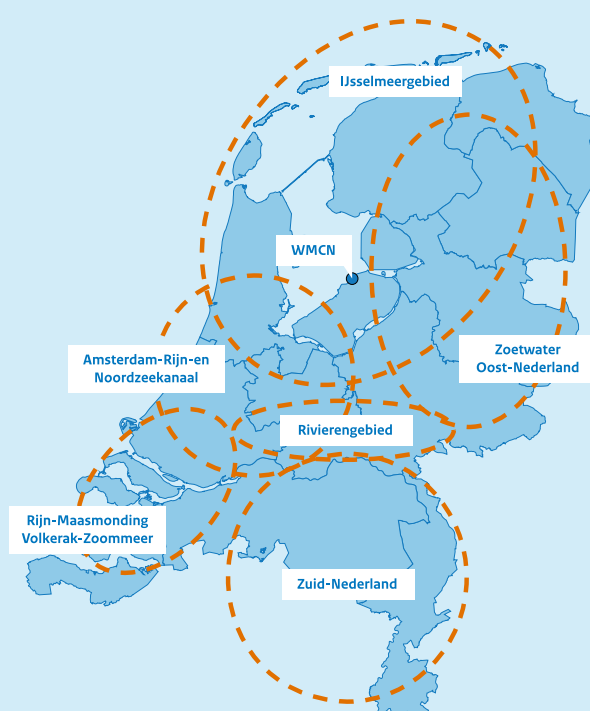 IJsselmeergebied
WMCN
Zoetwater
Oost-Nederland
Amsterdam-Rijn-en
Noordzeekanaal
Rivierengebied
Rijn-Maasmonding
Volkerak-Zoommeer
Zuid-Nederland